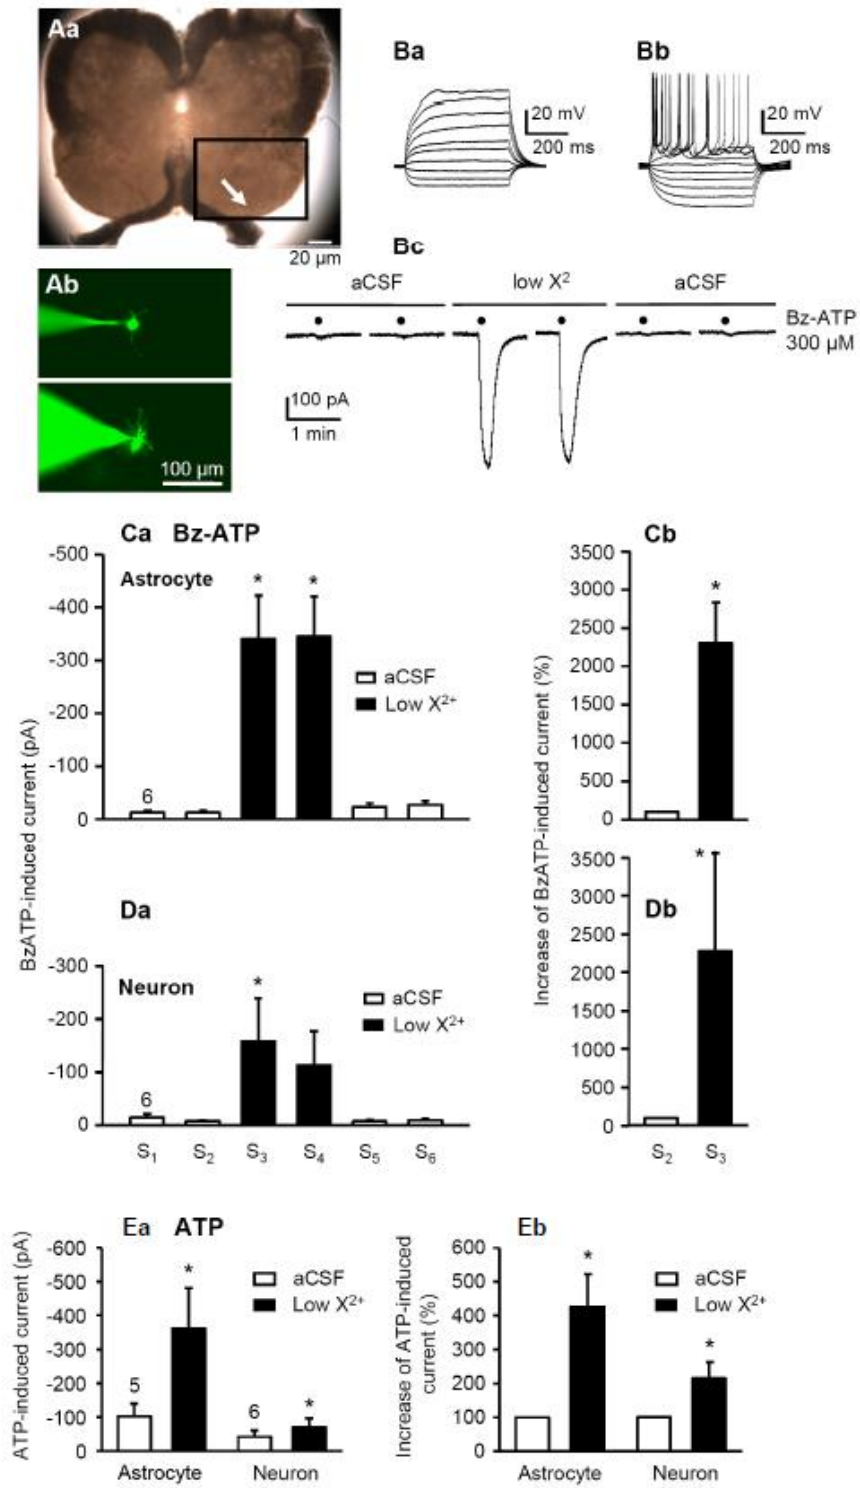 Aa
20 µm
Ba
20 mV
200 ms
Bb
20 mV
200 ms
Ab
100 µm
Bc
aCSF low X² aCSF
Bz-ATP
300 µM
100 pA
1 min
Ca Bz-ATP
Astrocyte
BzATP-induced current (pA)
-500
-400
-300
-200
-100
0
* *
6
aCSF
Low X²⁺
Cb
Increase of BzATP-induced current (%)
3500
3000
2500
2000
1500
1000
500
0
*
Da
Neuron
-300
-200
-100
0
*
6
aCSF
Low X²⁺
S₁ S₂ S₃ S₄ S₅ S₆
Db
3500
3000
2500
2000
1500
1000
500
0
*
S₂ S₃
Ea ATP
ATP-induced current (pA)
-600
-500
-400
-300
-200
-100
0
5 * 6 *
aCSF
Low X²⁺
Astrocyte Neuron
Eb
Increase of ATP-induced
current (%)
600
500
400
300
200
100
0
* *
aCSF
Low X²⁺
Astrocyte Neuron